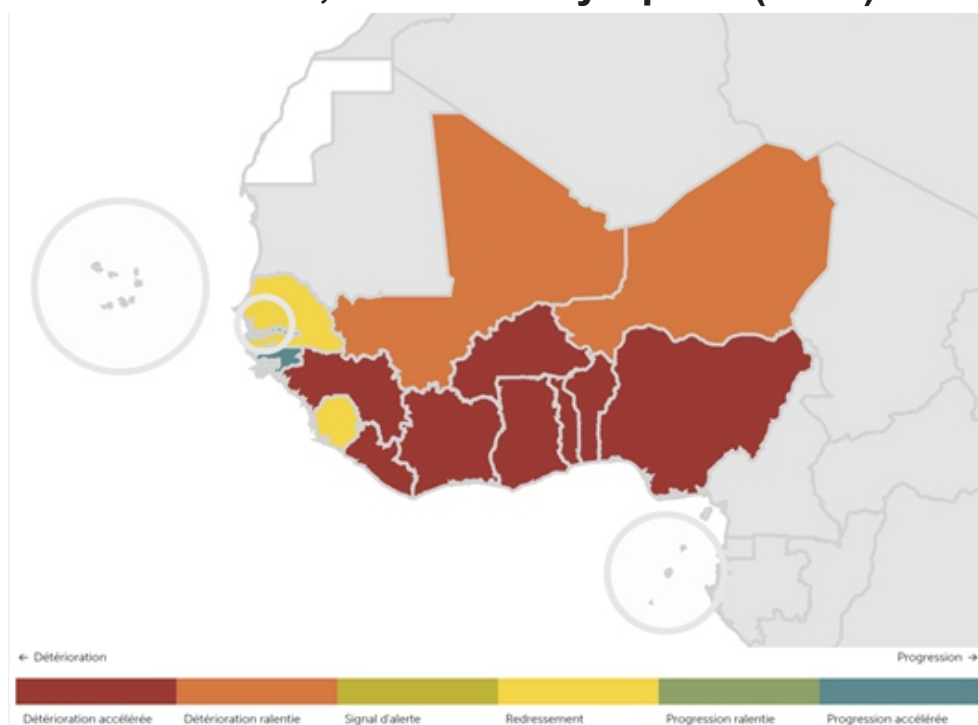 ← Détérioration
Progression →
Détérioration accélérée
Détérioration ralentie
Signal d'alerte
Redressement
Progression ralentie
Progression accélérée